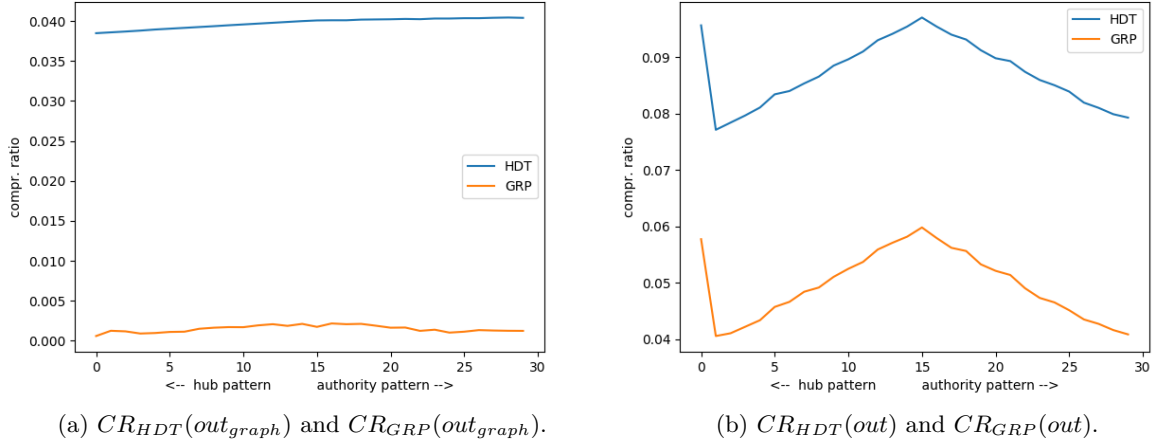 0.040
0.035
0.030
0.025
0.020
0.015
0.010
0.005
0.000
compr. ratio
HDT
GRP
0 5 10 15 20 25 30
<-- hub pattern authority pattern -->
(a) CR_HDT(out_graph) and CR_GRP(out_graph).
0.09
0.08
0.07
0.06
0.05
0.04
compr. ratio
HDT
GRP
0 5 10 15 20 25 30
<-- hub pattern authority pattern -->
(b) CR_HDT(out) and CR_GRP(out).